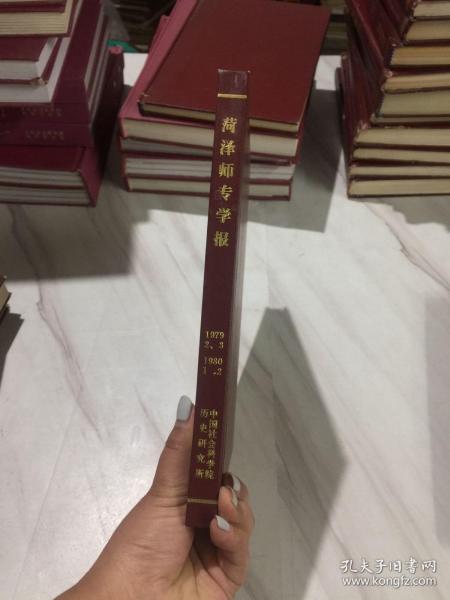 菏泽师专学报
1979
2、3
1980
1 .2
中国社会科学院
历史研究所
孔夫子旧书网
www.kongfz.com